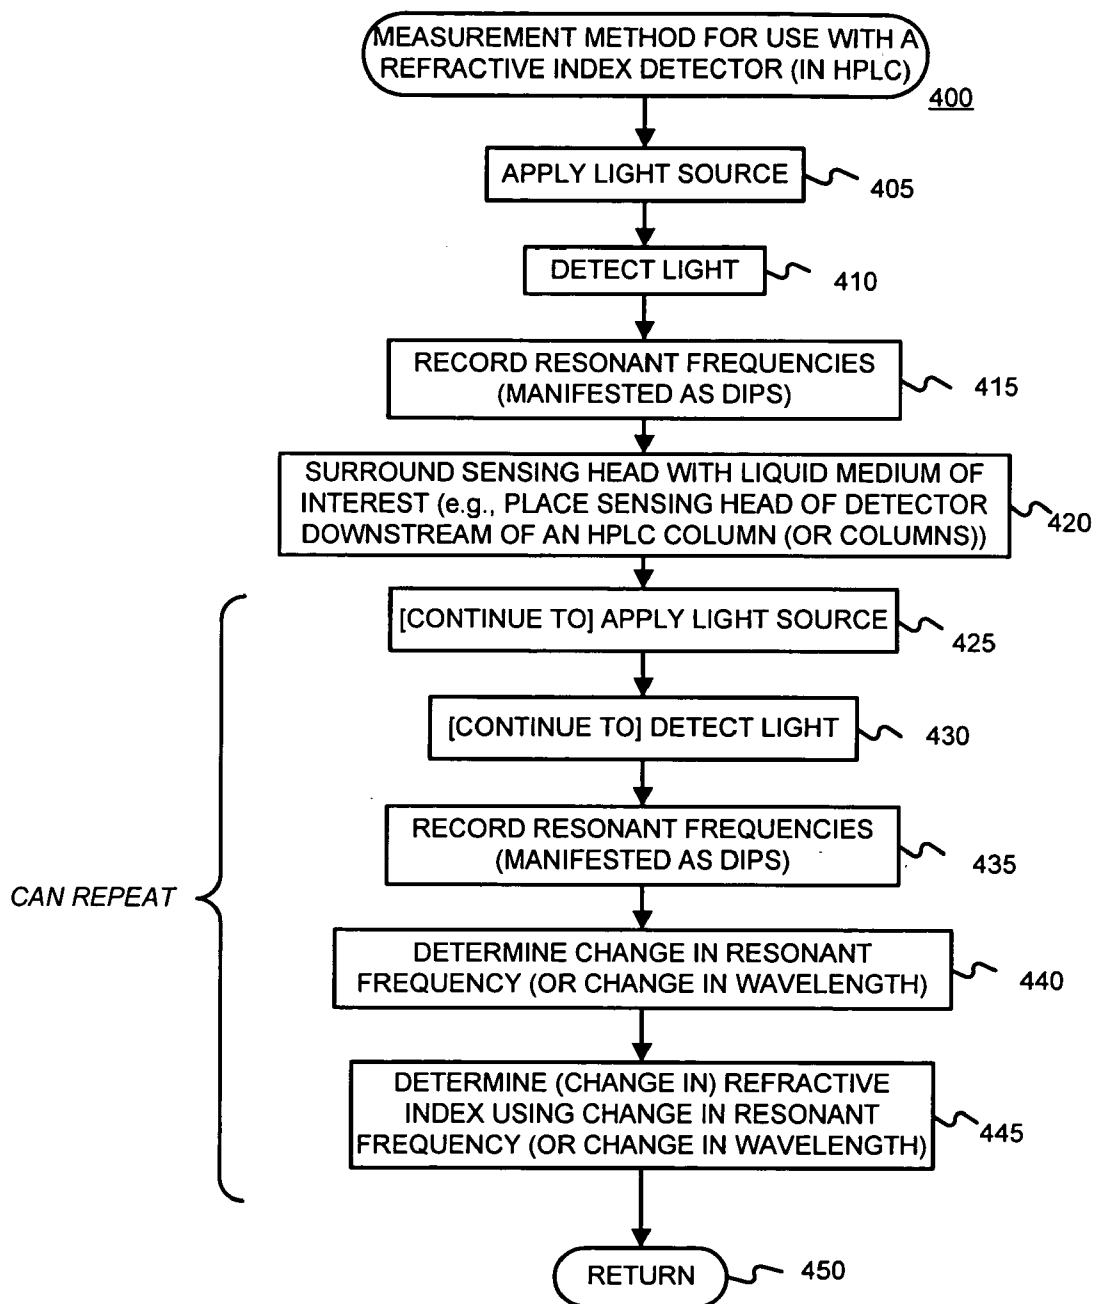 MEASUREMENT METHOD FOR USE WITH A
REFRACTIVE INDEX DETECTOR (IN HPLC)
400
APPLY LIGHT SOURCE
405
DETECT LIGHT
410
RECORD RESONANT FREQUENCIES
(MANIFESTED AS DIPS)
415
SURROUND SENSING HEAD WITH LIQUID MEDIUM OF
INTEREST (e.g., PLACE SENSING HEAD OF DETECTOR
DOWNSTREAM OF AN HPLC COLUMN (OR COLUMNS))
420
[CONTINUE TO] APPLY LIGHT SOURCE
425
[CONTINUE TO] DETECT LIGHT
430
RECORD RESONANT FREQUENCIES
(MANIFESTED AS DIPS)
435
CAN REPEAT
DETERMINE CHANGE IN RESONANT
FREQUENCY (OR CHANGE IN WAVELENGTH)
440
DETERMINE (CHANGE IN) REFRACTIVE
INDEX USING CHANGE IN RESONANT
FREQUENCY (OR CHANGE IN WAVELENGTH)
445
RETURN
450